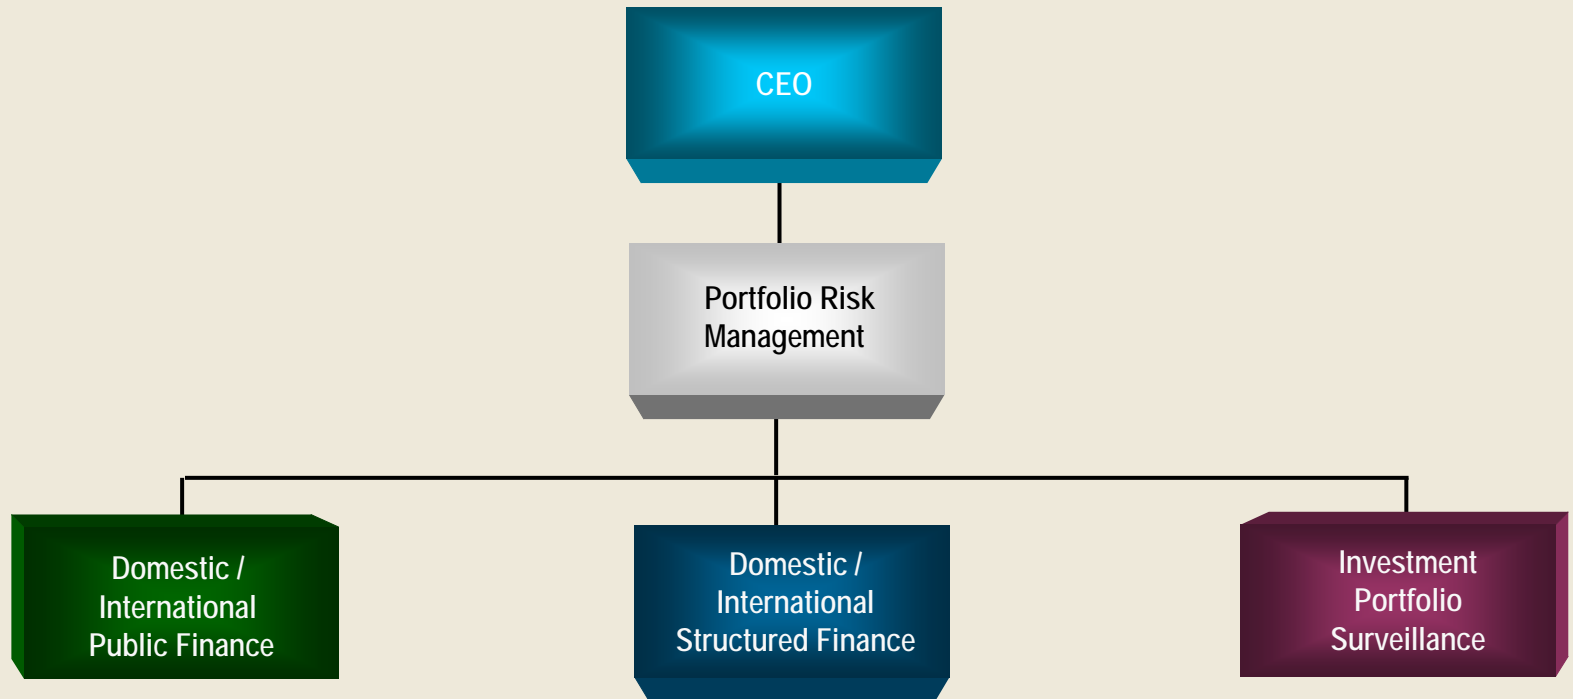 CEO
Portfolio Risk
Management
Domestic /
International
Public Finance
Domestic /
International
Structured Finance
Investment
Portfolio
Surveillance